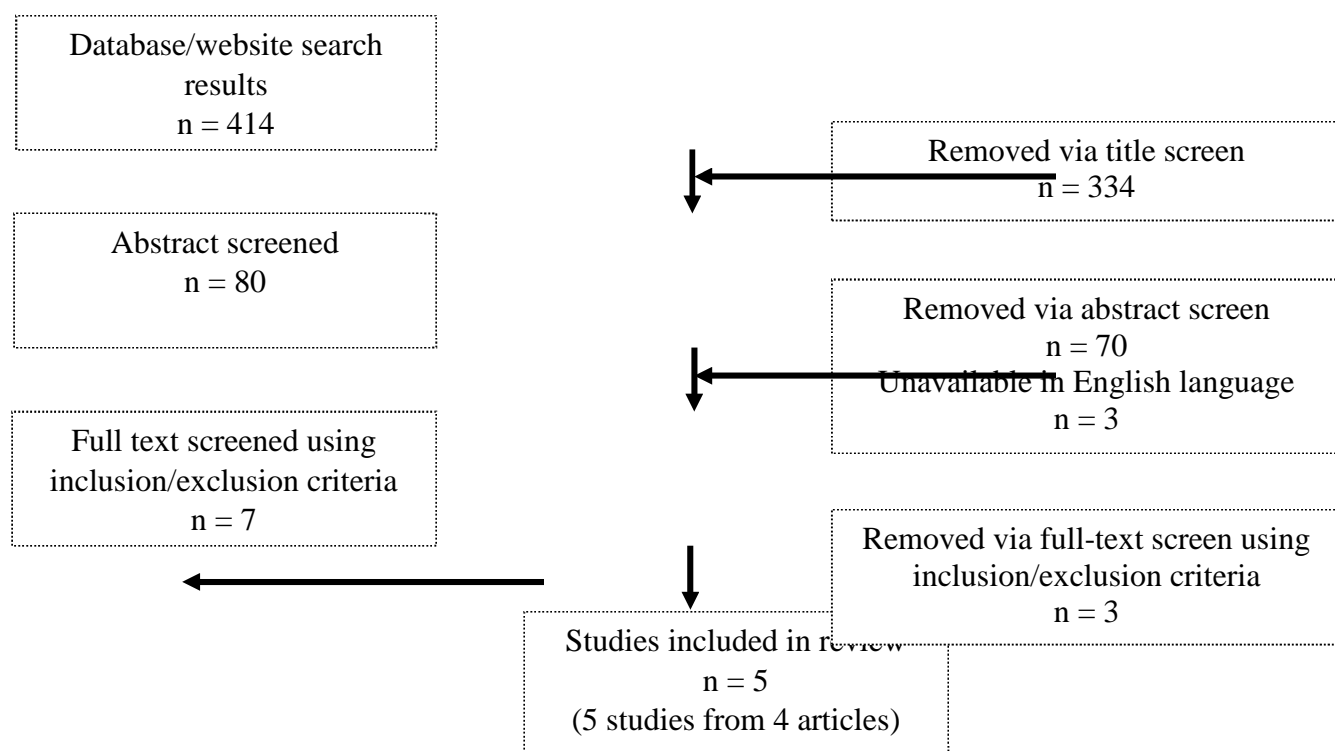 Database/website search
results
n = 414
Removed via title screen
n = 334
Abstract screened
n = 80
Removed via abstract screen
n = 70
Unavailable in English language
n = 3
Full text screened using
inclusion/exclusion criteria
n = 7
Removed via full-text screen using
inclusion/exclusion criteria
n = 3
Studies included in review
n = 5
(5 studies from 4 articles)